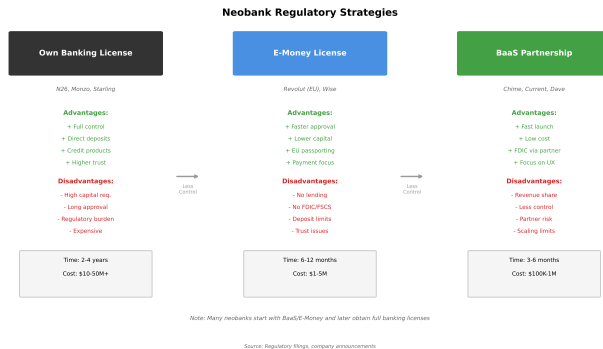 Neobank Regulatory Strategies
Own Banking License
N26, Monzo, Starling
Advantages:
+ Full control
+ Direct deposits
+ Credit products
+ Higher trust
Disadvantages:
- High capital req.
- Long approval
- Regulatory burden
- Expensive
Time: 2-4 years
Cost: $10-50M+
Less
Control
E-Money License
Revolut (EU), Wise
Advantages:
+ Faster approval
+ Lower capital
+ EU passporting
+ Payment focus
Disadvantages:
- No lending
- No FDIC/FSCS
- Deposit limits
- Trust issues
Time: 6-12 months
Cost: $1-5M
Less
Control
BaaS Partnership
Chime, Current, Dave
Advantages:
+ Fast launch
+ Low cost
+ FDIC via partner
+ Focus on UX
Disadvantages:
- Revenue share
- Less control
- Partner risk
- Scaling limits
Time: 3-6 months
Cost: $100K-1M
Note: Many neobanks start with BaaS/E-Money and later obtain full banking licenses
Source: Regulatory filings, company announcements